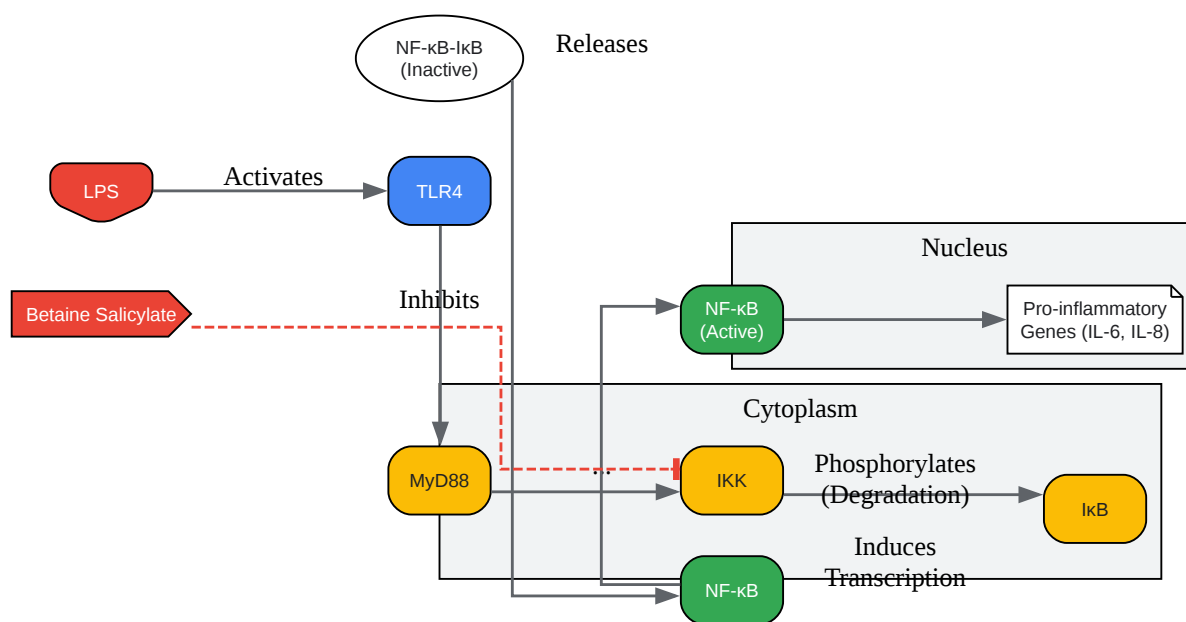 NF-κB-IκB
(Inactive)
Releases
LPS
Activates
TLR4
Nucleus
Betaine Salicylate
Inhibits
NF-κB
(Active)
Pro-inflammatory
Genes (IL-6, IL-8)
Cytoplasm
MyD88
...
IKK
Phosphorylates
(Degradation)
IκB
Induces
Transcription
NF-κB